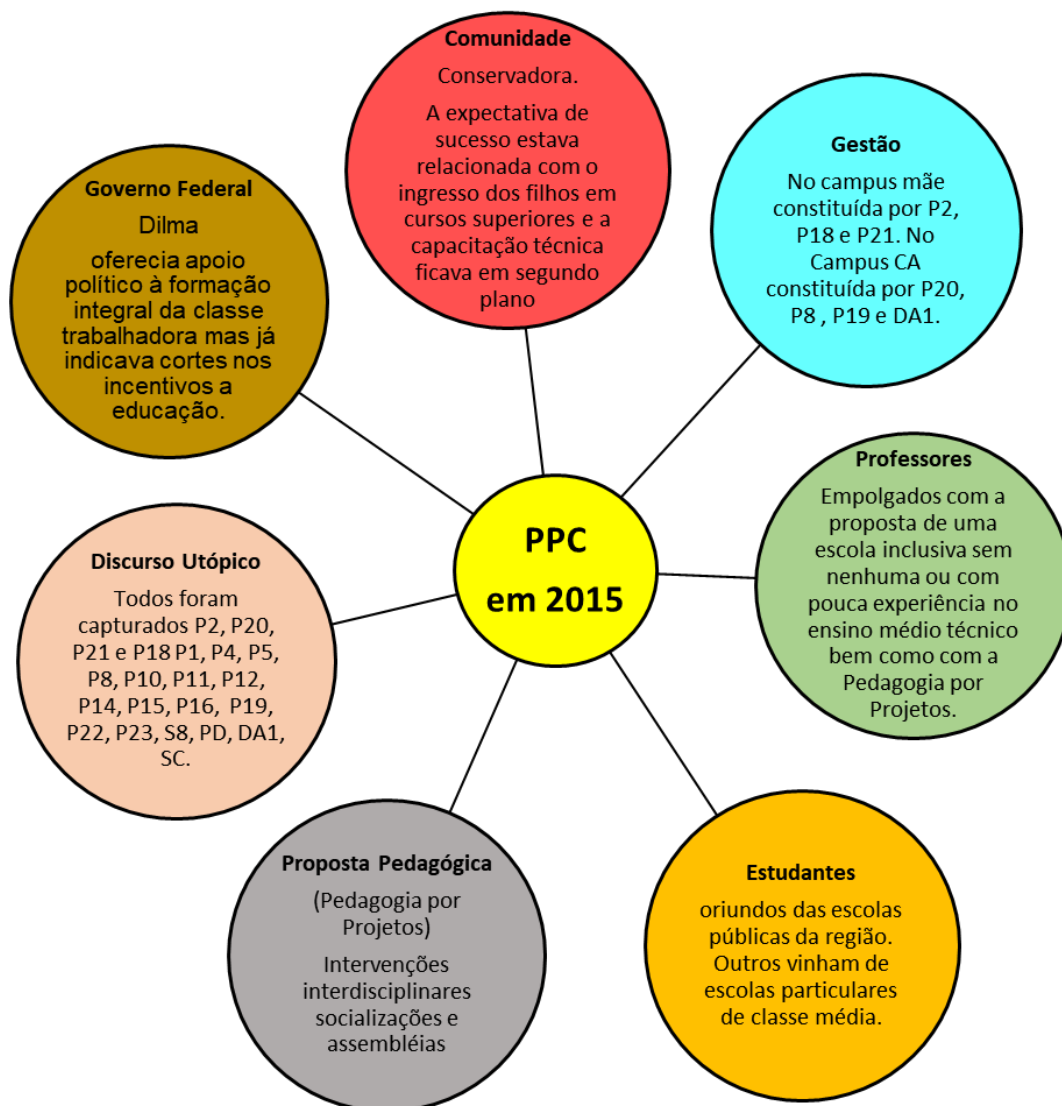 Comunidade
Conservadora.
A expectativa de
sucesso estava
relacionada com o
ingresso dos filhos em
cursos superiores e a
capacitação técnica
ficava em segundo
plano
Gestão
No campus mãe
constituída por P2,
P18 e P21. No
Campus CA
constituída por P20,
P8 , P19 e DA1.
Governo Federal
Dilma
oferecia apoio
político à formação
integral da classe
trabalhadora mas já
indicava cortes nos
incentivos a
educação.
Professores
Empolgados com a
proposta de uma
escola inclusiva sem
nenhuma ou com
pouca experiência no
ensino médio técnico
bem como com a
Pedagogia por
Projetos.
PPC
em 2015
Discurso Utópico
Todos foram
capturados P2, P20,
P21 e P18 P1, P4, P5,
P8, P10, P11, P12,
P14, P15, P16, P19,
P22, P23, S8, PD, DA1,
SC.
Proposta Pedagógica
(Pedagogia por
Projetos)
Intervenções
interdisciplinares
socializações e
assembléias
Estudantes
oriundos das escolas
públicas da região.
Outros vinham de
escolas particulares
de classe média.